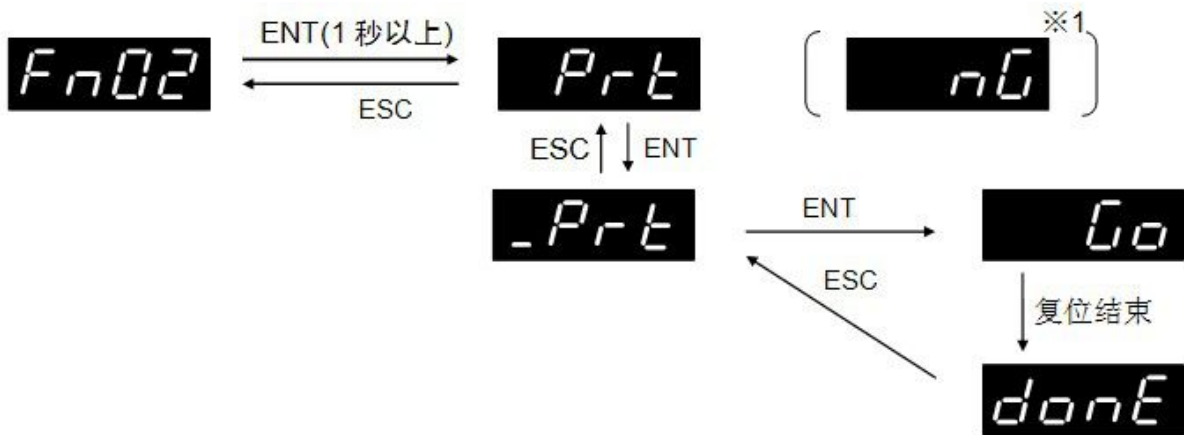 ENT(1秒以上)
※1
Fn02
Prt
nG
ESC
ESC
ENT
_Prt
ENT
Go
ESC
复位结束
donE